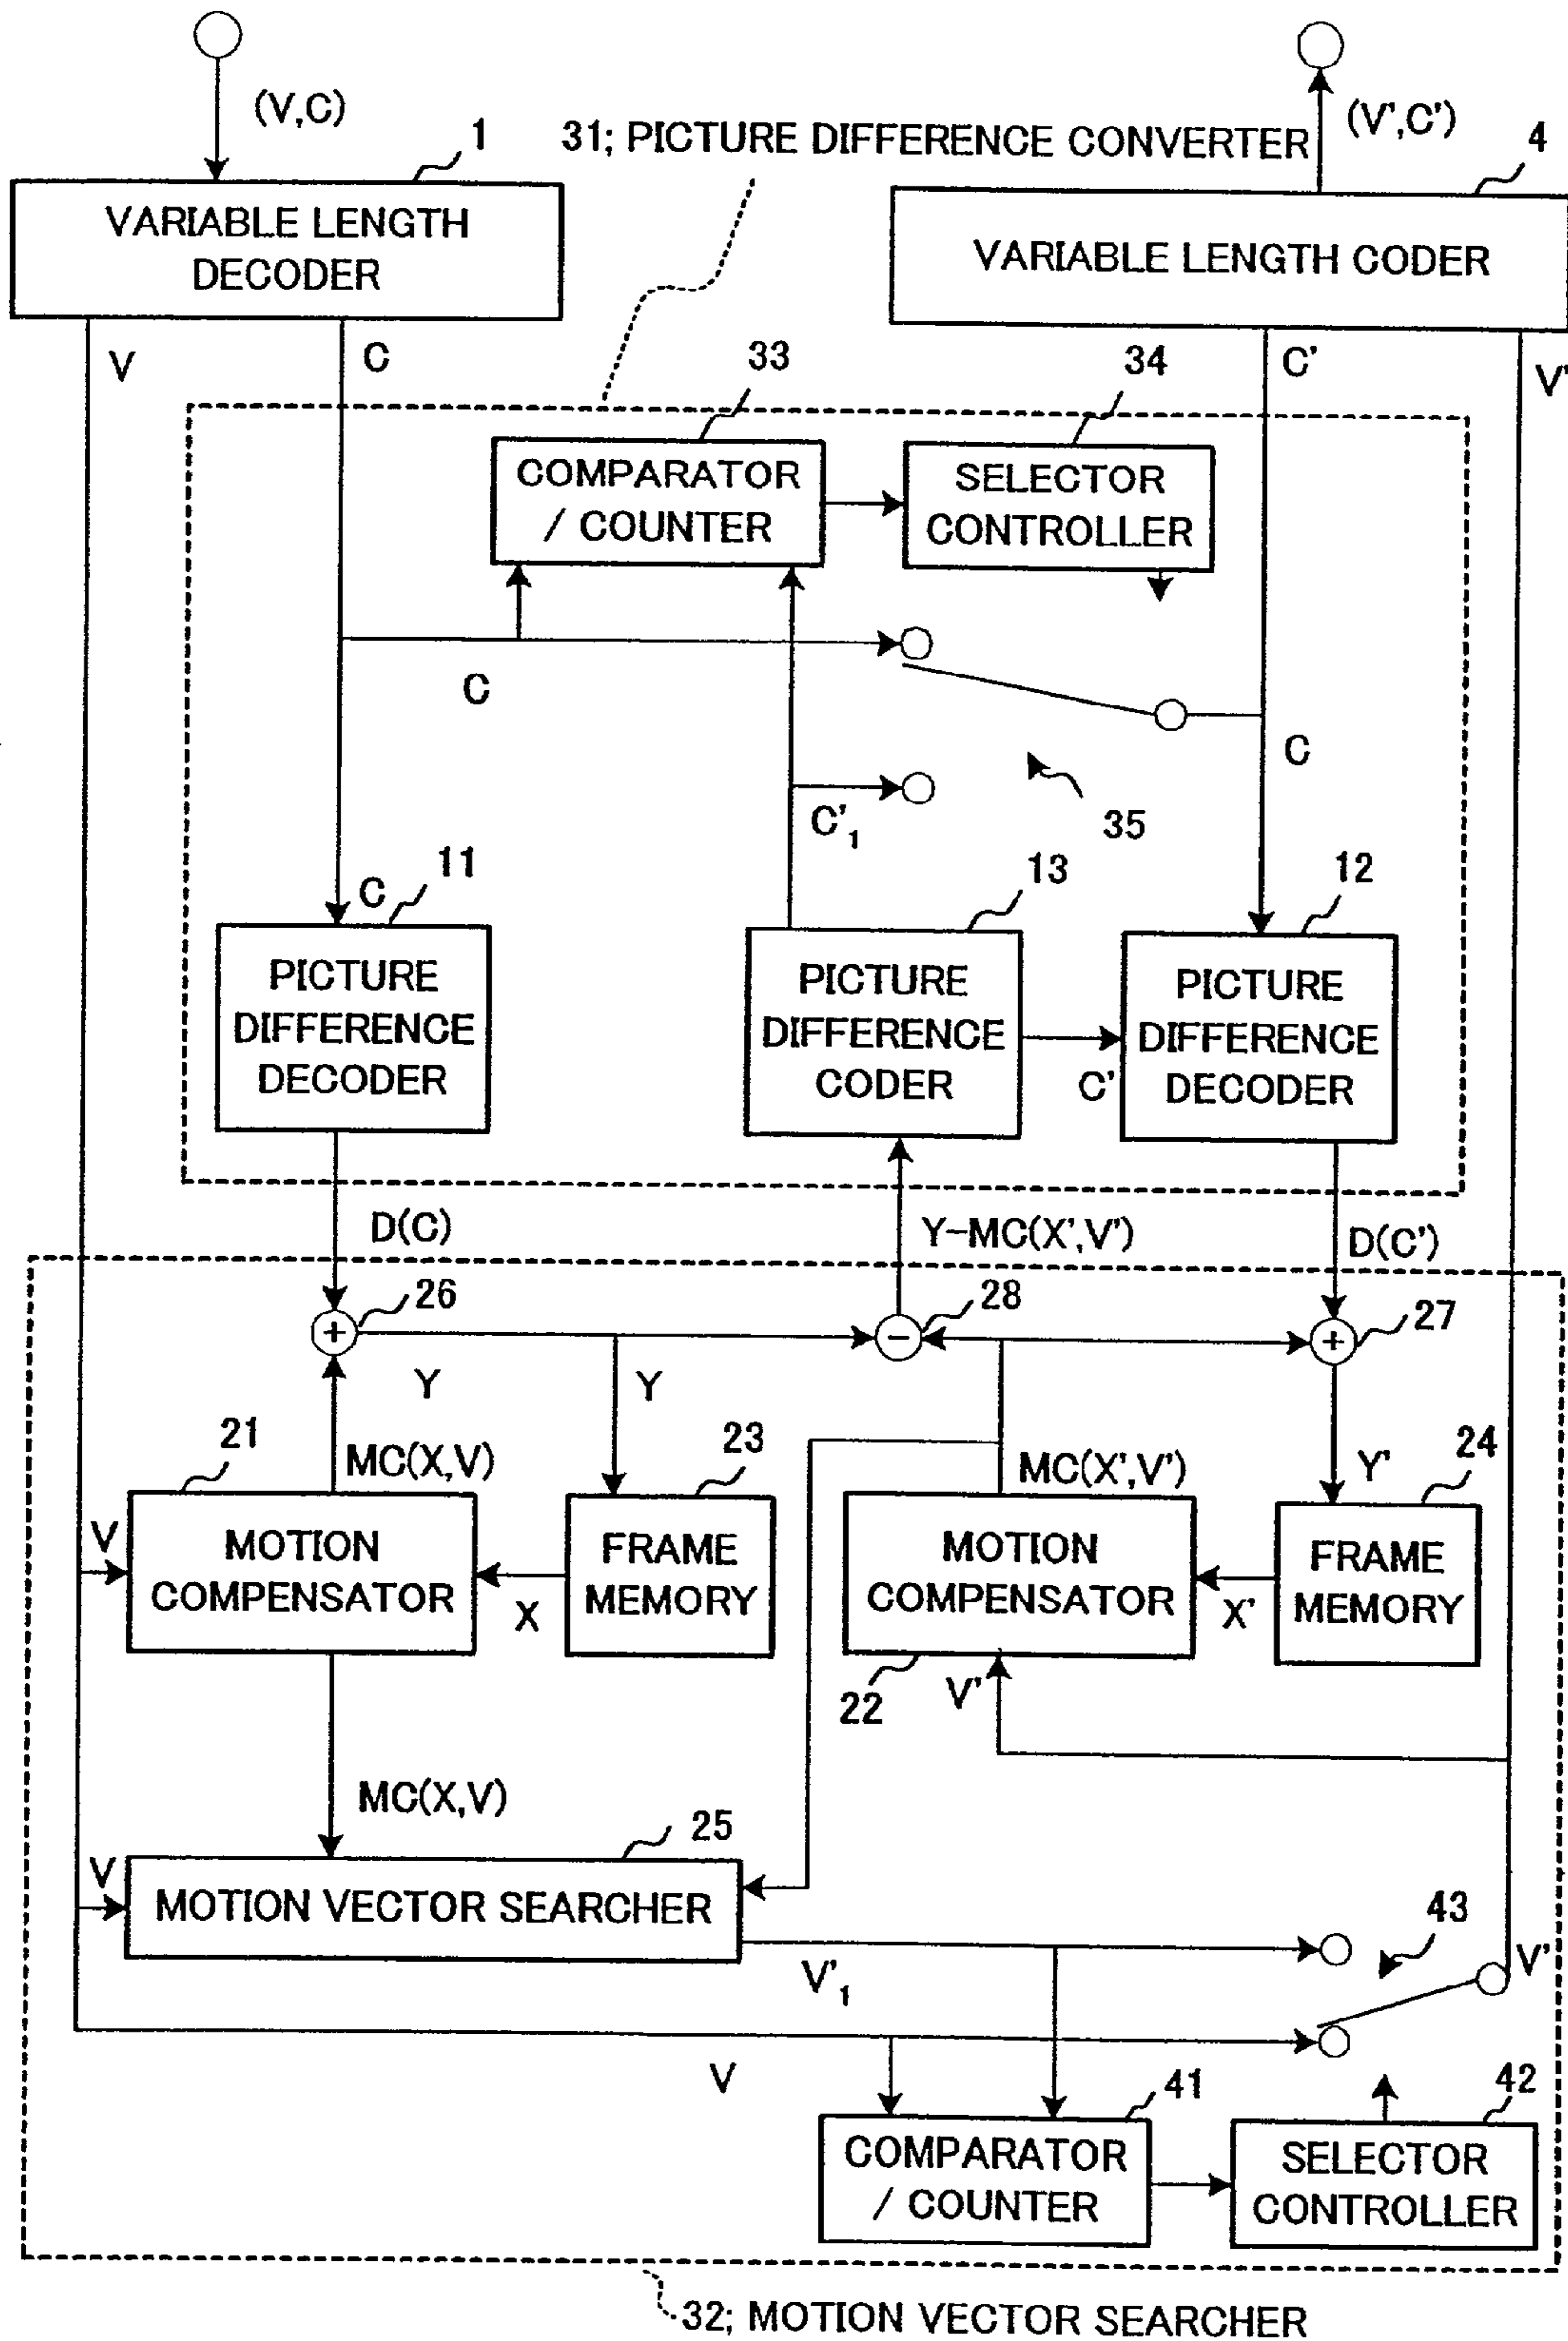 (V,C)
(V',C')
31; PICTURE DIFFERENCE CONVERTER
1
4
VARIABLE LENGTH
DECODER
VARIABLE LENGTH CODER
V
C
C'
V'
33
34
COMPARATOR
/ COUNTER
SELECTOR
CONTROLLER
C
C
C'1
35
C
11
13
12
PICTURE
DIFFERENCE
DECODER
PICTURE
DIFFERENCE
CODER
C'
PICTURE
DIFFERENCE
DECODER
D(C)
Y-MC(X',V')
D(C')
26
28
27
+
-
+
Y
Y
21
MC(X,V)
23
MC(X',V')
Y'
24
V
MOTION
COMPENSATOR
X
FRAME
MEMORY
MOTION
COMPENSATOR
X'
FRAME
MEMORY
22
V'
MC(X,V)
25
V
MOTION VECTOR SEARCHER
43
V'1
V'
V
41
42
COMPARATOR
/ COUNTER
SELECTOR
CONTROLLER
32; MOTION VECTOR SEARCHER